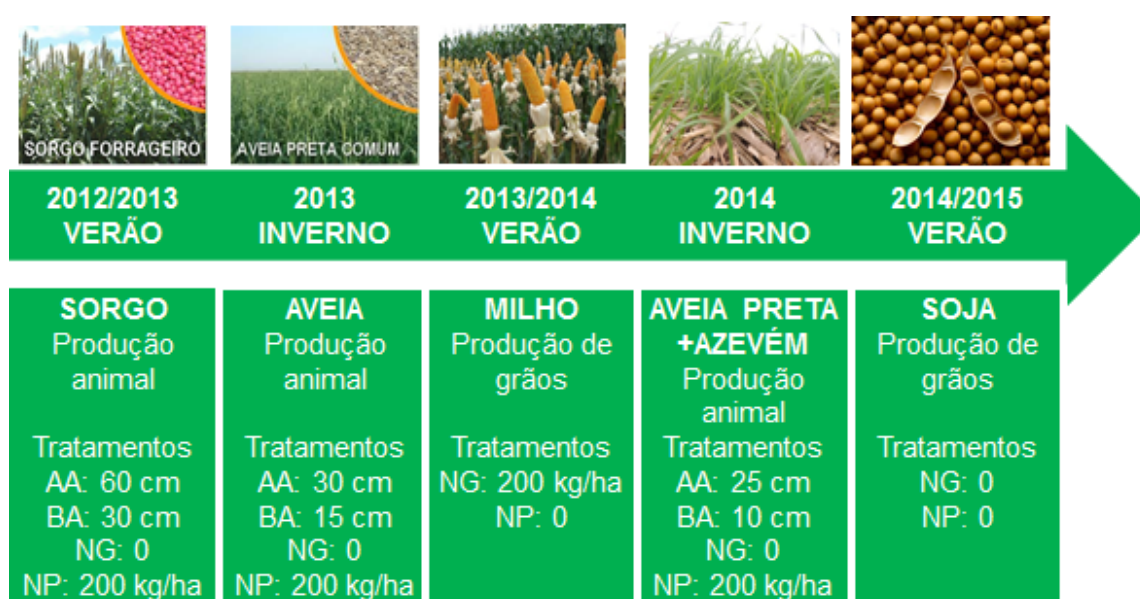 SORGO FORRAGEIRO
AVEIA PRETA COMUM
2012/2013
VERÃO
2013
INVERNO
2013/2014
VERÃO
2014
INVERNO
2014/2015
VERÃO
SORGO
Produção
animal
Tratamentos
AA: 60 cm
BA: 30 cm
NG: 0
NP: 200 kg/ha
AVEIA
Produção
animal
Tratamentos
AA: 30 cm
BA: 15 cm
NG: 0
NP: 200 kg/ha
MILHO
Produção de
grãos
Tratamentos
NG: 200 kg/ha
NP: 0
AVEIA PRETA
+AZEVÉM
Produção
animal
Tratamentos
AA: 25 cm
BA: 10 cm
NG: 0
NP: 200 kg/ha
SOJA
Produção de
grãos
Tratamentos
NG: 0
NP: 0